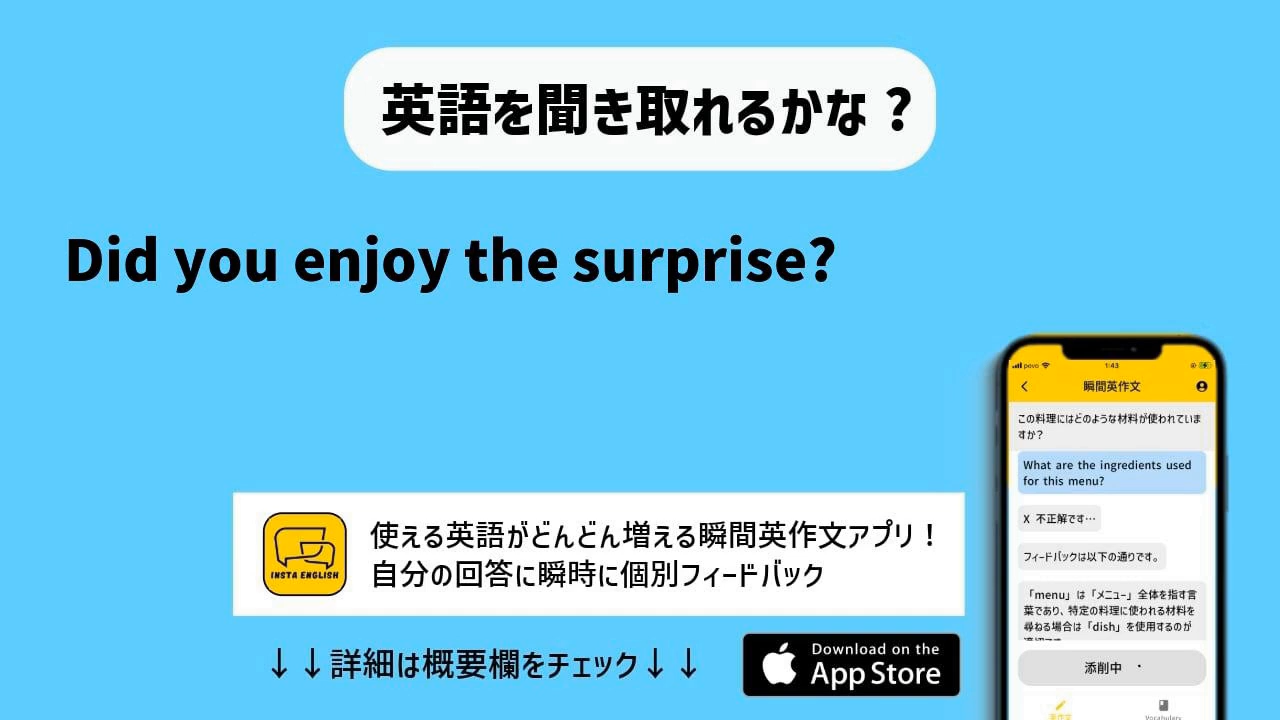 英語を聞き取れるかな？
Did you enjoy the surprise?
povo
1:43
瞬間英作文
この料理にはどのような材料が使われていま
すか？
What are the ingredients used
for this menu?
X 不正解です…
フィードバックは以下の通りです。
「menu」は「メニュー」全体を指す言
葉であり、特定の料理に使われる材料を
尋ねる場合は「dish」を使用するのが
添削中
英作文
Vocabulary
INSTA ENGLISH
使える英語がどんどん増える瞬間英作文アプリ！
自分の回答に瞬時に個別フィードバック
↓↓詳細は概要欄をチェック↓↓
Download on the
App Store